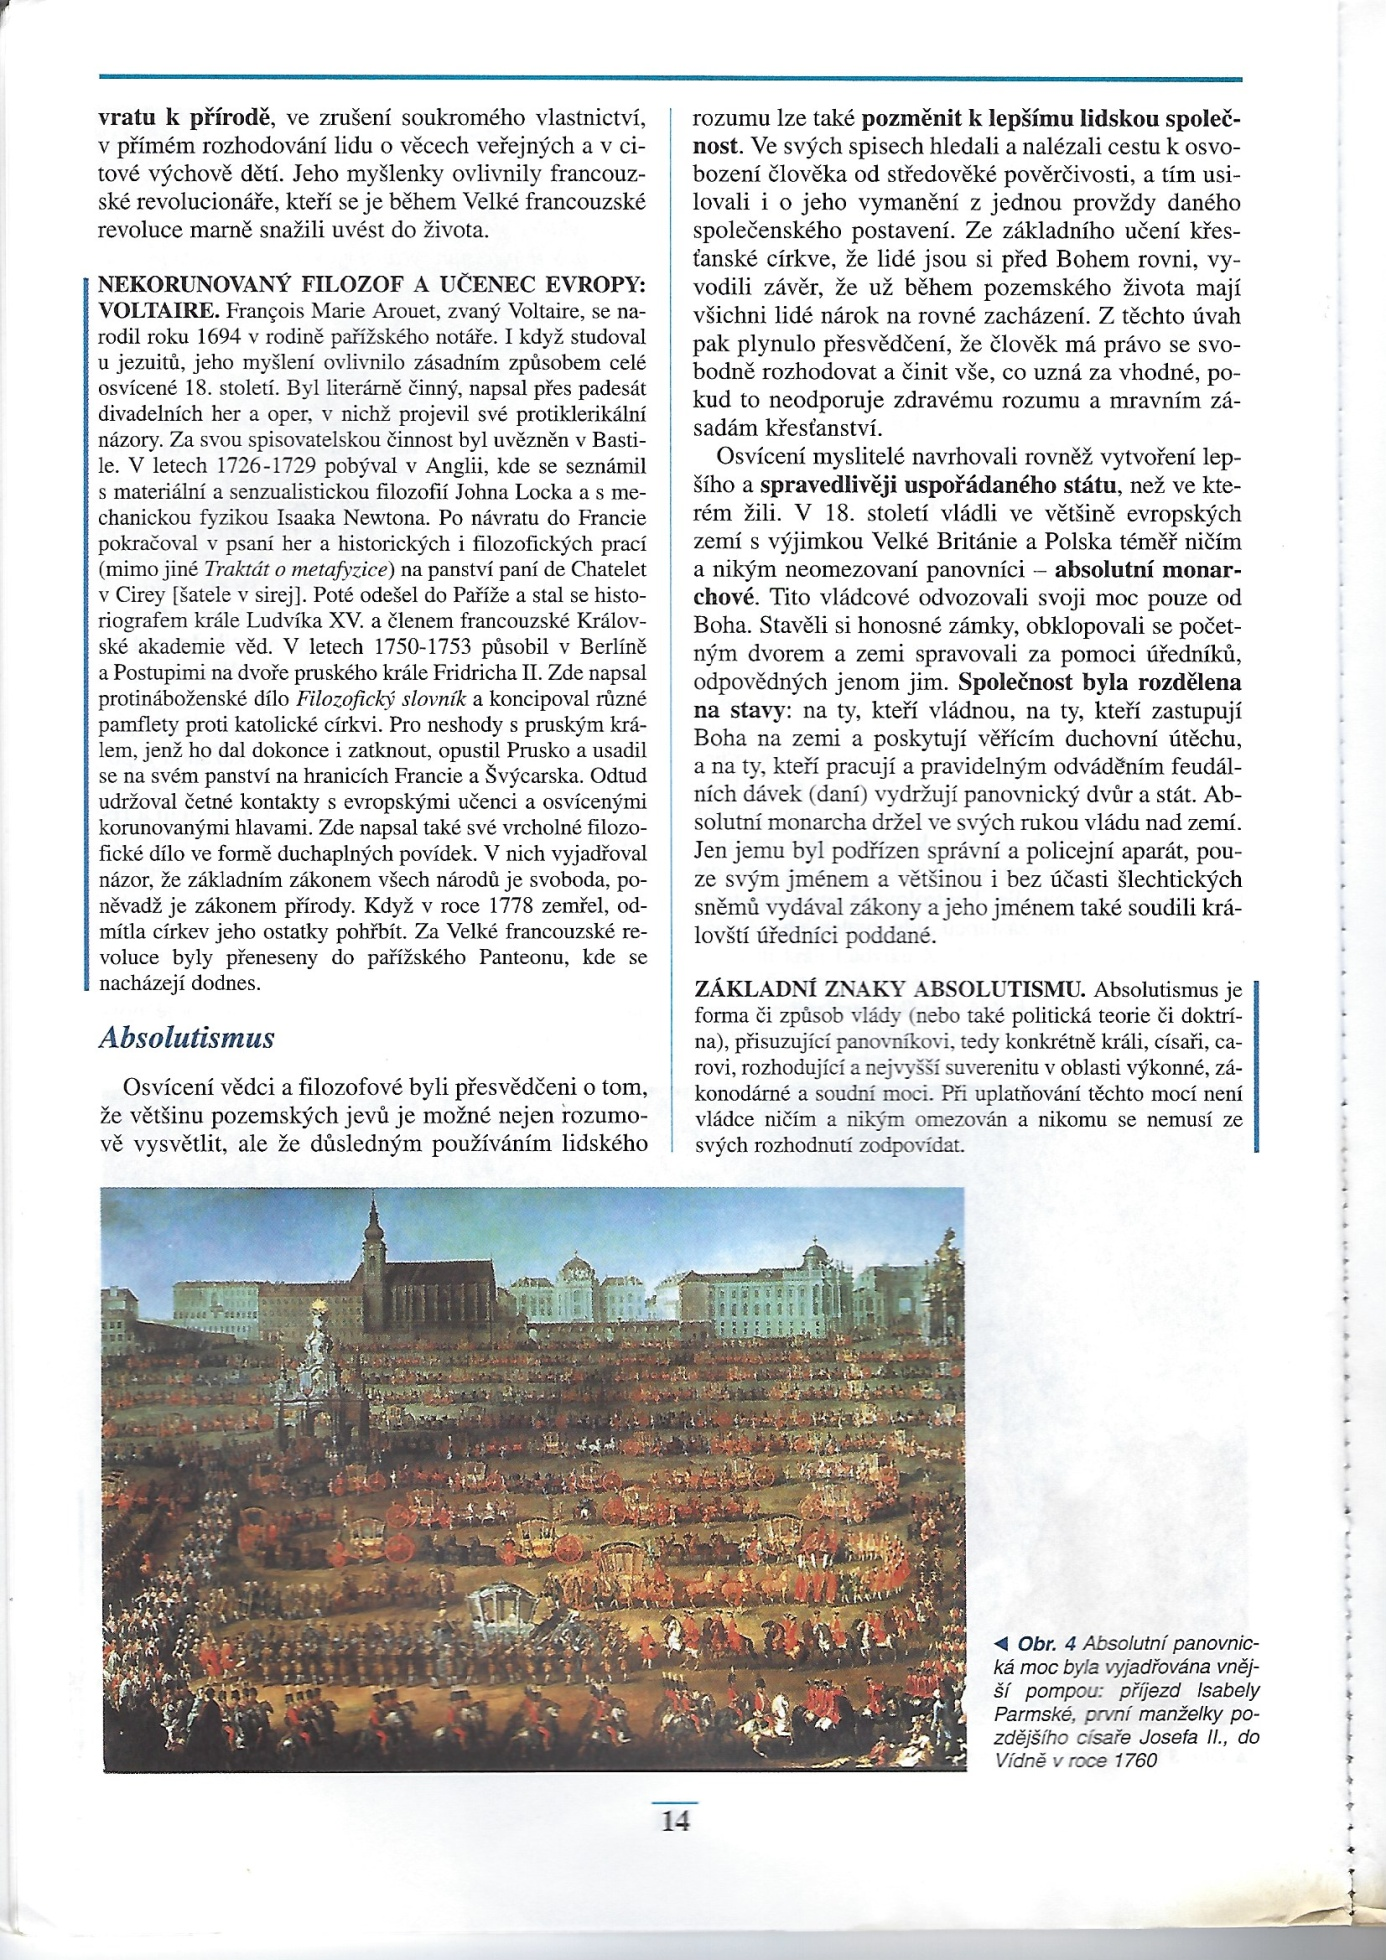 vratu k přírodě, ve zrušení soukromého vlastnictví,
v přímém rozhodování lidu o věcech veřejných a v ci-
tové výchově dětí. Jeho myšlenky ovlivnily francouz-
ské revolucionáře, kteří se je během Velké francouzské
revoluce marně snažili uvést do života.
NEKORUNOVANÝ FILOZOF A UČENEC EVROPY:
VOLTAIRE. François Marie Arouet, zvaný Voltaire, se na-
rodil roku 1694 v rodině pařížského notáře. I když studoval
u jezuitů, jeho myšlení ovlivnilo zásadním způsobem celé
osvícené 18. století. Byl literárně činný, napsal přes padesát
divadelních her a oper, v nichž projevil své protiklerikální
názory. Za svou spisovatelskou činnost byl uvězněn v Basti-
le. V letech 1726-1729 pobýval v Anglii, kde se seznámil
s materiální a senzualistickou filozofií Johna Locka a s me-
chanickou fyzikou Isaaka Newtona. Po návratu do Francie
pokračoval v psaní her a historických i filozofických prací
(mimo jiné Traktát o metafyzice) na panství paní de Chatelet
v Cirey [šatele v sirej]. Poté odešel do Paříže a stal se histo-
riografem krále Ludvíka XV. a členem francouzské Králov-
ské akademie věd. V letech 1750-1753 působil v Berlíně
a Postupimi na dvoře pruského krále Fridricha II. Zde napsal
protináboženské dílo Filozofický slovník a koncipoval různé
pamflety proti katolické církvi. Pro neshody s pruským krá-
lem, jenž ho dal dokonce i zatknout, opustil Prusko a usadil
se na svém panství na hranicích Francie a Švýcarska. Odtud
udržoval četné kontakty s evropskými učenci a osvícenými
korunovanými hlavami. Zde napsal také své vrcholné filozo-
fické dílo ve formě duchaplných povídek. V nich vyjadřoval
názor, že základním zákonem všech národů je svoboda, po-
něvadž je zákonem přírody. Když v roce 1778 zemřel, od-
mítla církev jeho ostatky pohřbít. Za Velké francouzské re-
voluce byly přeneseny do pařížského Panteonu, kde se
nacházejí dodnes.
Absolutismus
Osvícení vědci a filozofové byli přesvědčeni o tom,
že většinu pozemských jevů je možné nejen rozumo-
vě vysvětlit, ale že důsledným používáním lidského
rozumu lze také pozměnit k lepšímu lidskou společ-
nost. Ve svých spisech hledali a nalézali cestu k osvo-
bození člověka od středověké pověrčivosti, a tím usi-
lovali i o jeho vymanění z jednou provždy daného
společenského postavení. Ze základního učení křes-
ťanské církve, že lidé jsou si před Bohem rovni, vy-
vodili závěr, že už během pozemského života mají
všichni lidé nárok na rovné zacházení. Z těchto úvah
pak plynulo přesvědčení, že člověk má právo se svo-
bodně rozhodovat a činit vše, co uzná za vhodné, po-
kud to neodporuje zdravému rozumu a mravním zá-
sadám křesťanství.
Osvícení myslitelé navrhovali rovněž vytvoření lep-
šího a spravedlivěji uspořádaného státu, než ve kte-
rém žili. V 18. století vládli ve většině evropských
zemí s výjimkou Velké Británie a Polska téměř ničím
a nikým neomezovaní panovníci – absolutní monar-
chové. Tito vládcové odvozovali svoji moc pouze od
Boha. Stavěli si honosné zámky, obklopovali se počet-
ným dvorem a zemi spravovali za pomoci úředníků,
odpovědných jenom jim. Společnost byla rozdělena
na stavy: na ty, kteří vládnou, na ty, kteří zastupují
Boha na zemi a poskytují věřícím duchovní útěchu,
a na ty, kteří pracují a pravidelným odváděním feudál-
ních dávek (daní) vydržují panovnický dvůr a stát. Ab-
solutní monarcha držel ve svých rukou vládu nad zemí.
Jen jemu byl podřízen správní a policejní aparát, pou-
ze svým jménem a většinou i bez účasti šlechtických
sněmů vydával zákony a jeho jménem také soudili krá-
lovští úředníci poddané.
ZÁKLADNÍ ZNAKY ABSOLUTISMU. Absolutismus je
forma či způsob vlády (nebo také politická teorie či doktrí-
na), přisuzující panovníkovi, tedy konkrétně králi, císaři, ca-
rovi, rozhodující a nejvyšší suverenitu v oblasti výkonné, zá-
konodárné a soudní moci. Při uplatňování těchto mocí není
vládce ničím a nikým omezován a nikomu se nemusí ze
svých rozhodnutí zodpovídat.
◄ Obr. 4 Absolutní panovnic-
ká moc byla vyjadřována vněj-
ší pompou: příjezd Isabely
Parmské, první manželky po-
zdějšího císaře Josefa II., do
Vídně v roce 1760
14